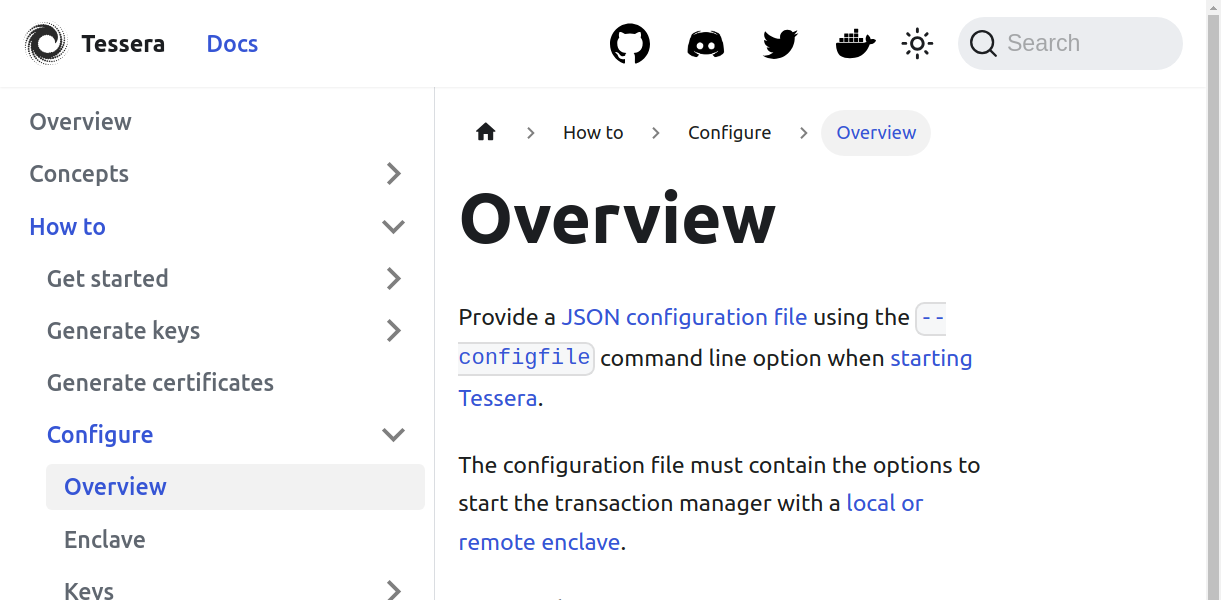 Tessera Docs Search
Overview
Concepts
How to
Get started
Generate keys
Generate certificates
Configure
Overview
Enclave
Keys
How to Configure Overview
Overview
Provide a JSON configuration file using the --
configfile command line option when starting
Tessera.
The configuration file must contain the options to
start the transaction manager with a local or
remote enclave.